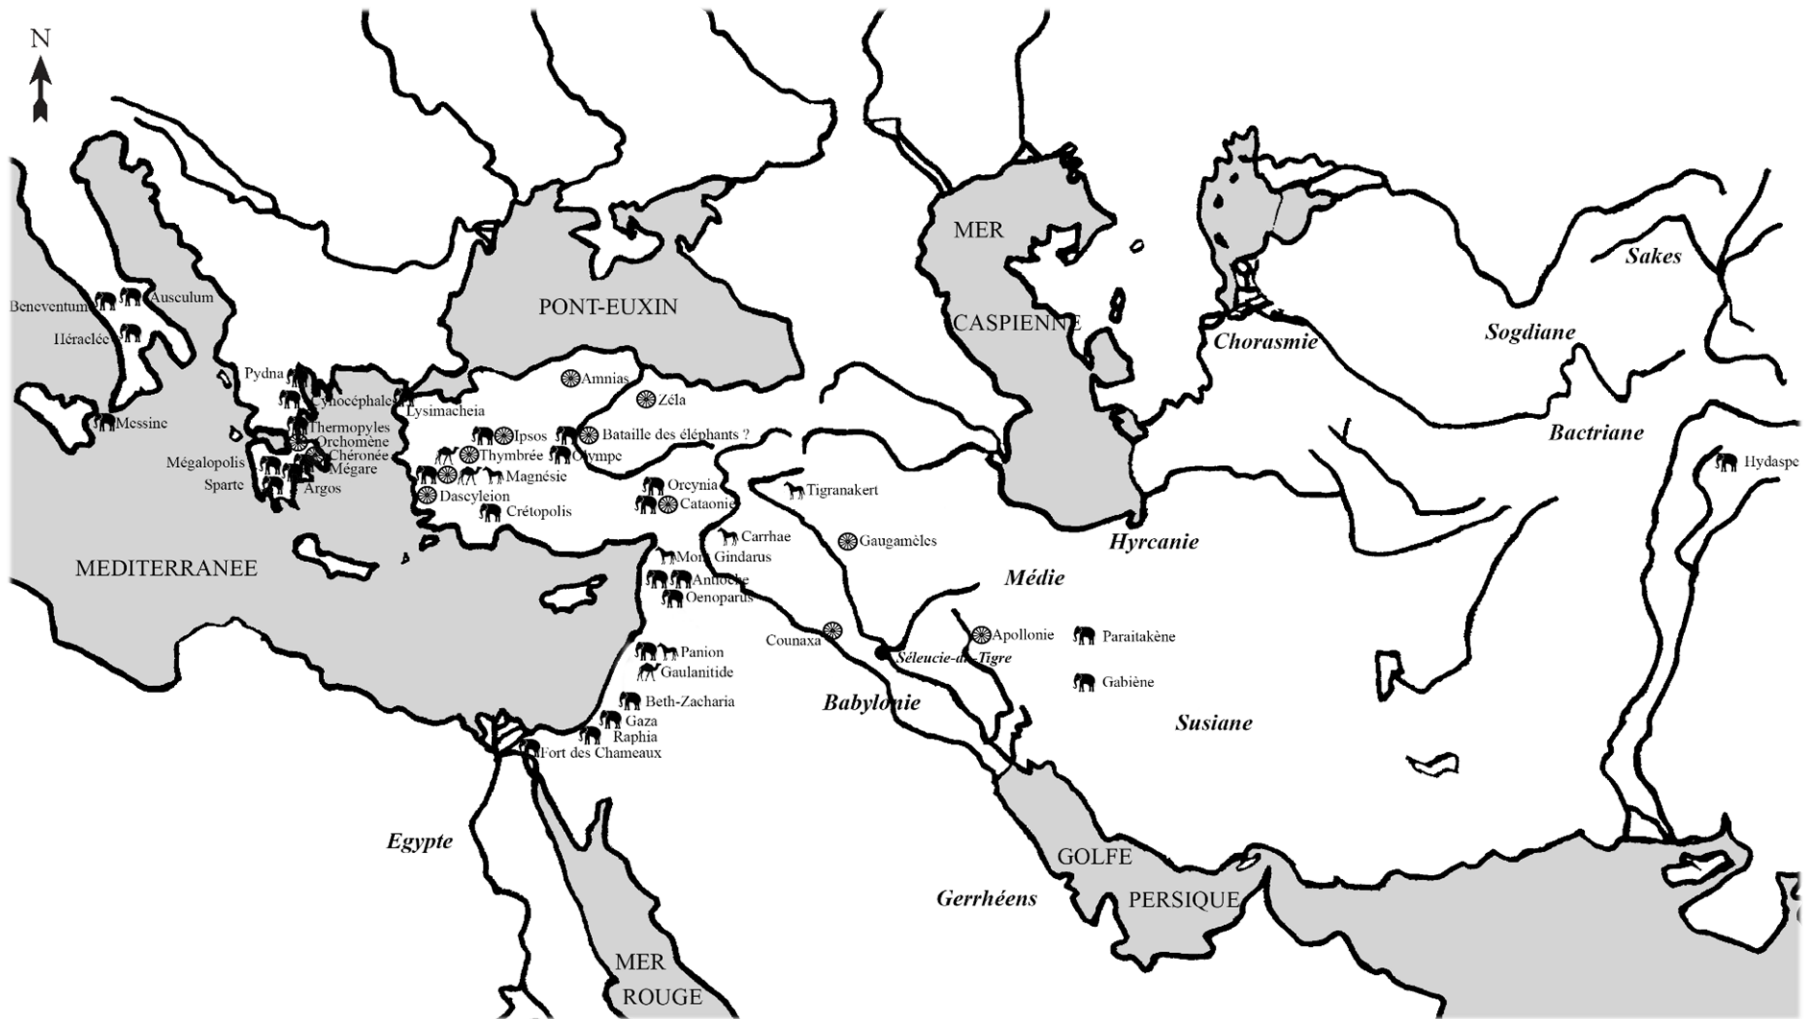 N
MER
CASPIENNE
PONT-EUXIN
Sakes
Sogdiane
Chorasmie
Bactriane
Beneventum
Ausculum
Héraclée
Messine
Pydna
Cynocéphales
Lysimacheia
Thermopyles
Orchomène
Chéronée
Mégare
Mégalopolis
Sparte
Argos
Amnias
Zéla
Ipsos
Bataille des éléphants ?
Thymbrée
Olympe
Magnésie
Dascyleion
Crétopolis
Orcynia
Cataonie
Tigranakert
Hydaspe
Carrhae
Gaugamèles
Mont Gindarus
Antioche
Oenoparus
Hyrcanie
Médie
MEDITERRANEE
Counaxa
Apollonie
Paraitakène
Séleucie-du-Tigre
Panion
Gaulanitide
Gabiène
Beth-Zacharia
Babylonie
Gaza
Raphia
Fort des Chameaux
Susiane
Egypte
GOLFE
PERSIQUE
Gerrhéens
MER
ROUGE